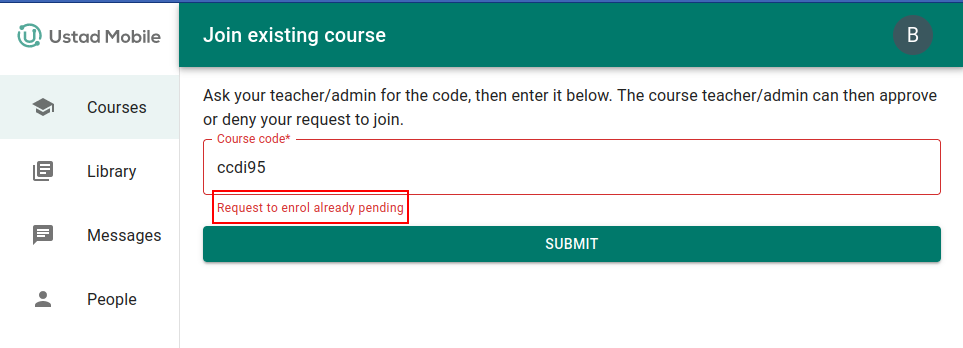 Ustad Mobile
Join existing course
B
Courses
Library
Messages
People
Ask your teacher/admin for the code, then enter it below. The course teacher/admin can then approve
or deny your request to join.
Course code*
ccdi95
Request to enrol already pending
SUBMIT